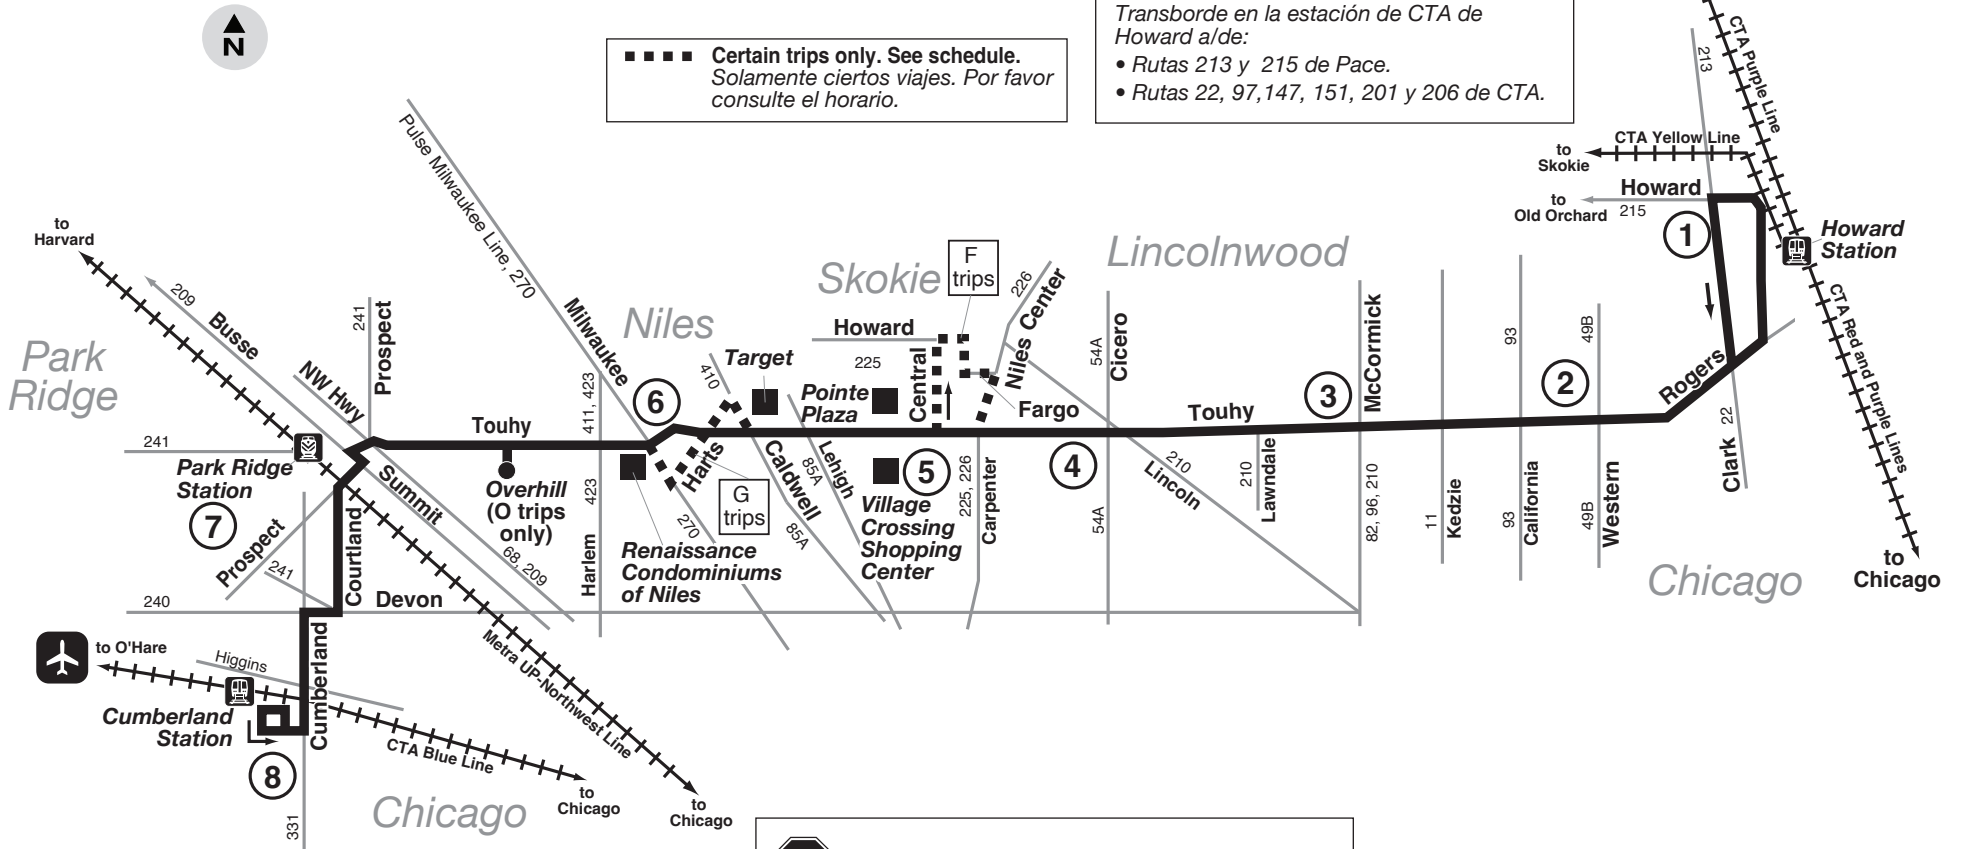 N
Certain trips only. See schedule.
Solamente ciertos viajes. Por favor
consulte el horario.
Transborde en la estación de CTA de
Howard a/de:
• Rutas 213 y 215 de Pace.
• Rutas 22, 97,147, 151, 201 y 206 de CTA.
213
CTA Purple Line
CTA Yellow Line
to
Skokie
Howard
215
to
Old Orchard
1
Howard
Station
CTA Red and Purple Lines
to
Chicago
Rogers
22
Clark
to
Harvard
209
Busse
NW Hwy
241
Prospect
Pulse Milwaukee Line, 270
Milwaukee
Park
Ridge
Niles
Skokie
Lincolnwood
F
trips
226
Niles Center
Howard
225
Target
410
Pointe
Plaza
Central
Fargo
54A
Cicero
McCormick
93
49B
2
3
Touhy
6
411, 423
Touhy
241
Park Ridge
Station
7
Summit
Overhill
(O trips
only)
423
Harlem
Harts
G
trips
270
Renaissance
Condominiums
of Niles
Caldwell
85A
Lehigh
85A
5
Village
Crossing
Shopping
Center
225, 226
Carpenter
4
54A
210
Lincoln
210
Lawndale
82, 96, 210
11
Kedzie
93
California
49B
Western
Chicago
Prospect
241
Courtland
68, 209
240
Devon
to O'Hare
Higgins
Cumberland
Cumberland
Station
8
331
CTA Blue Line
to
Chicago
Metra UP-Northwest Line
to
Chicago
Chicago